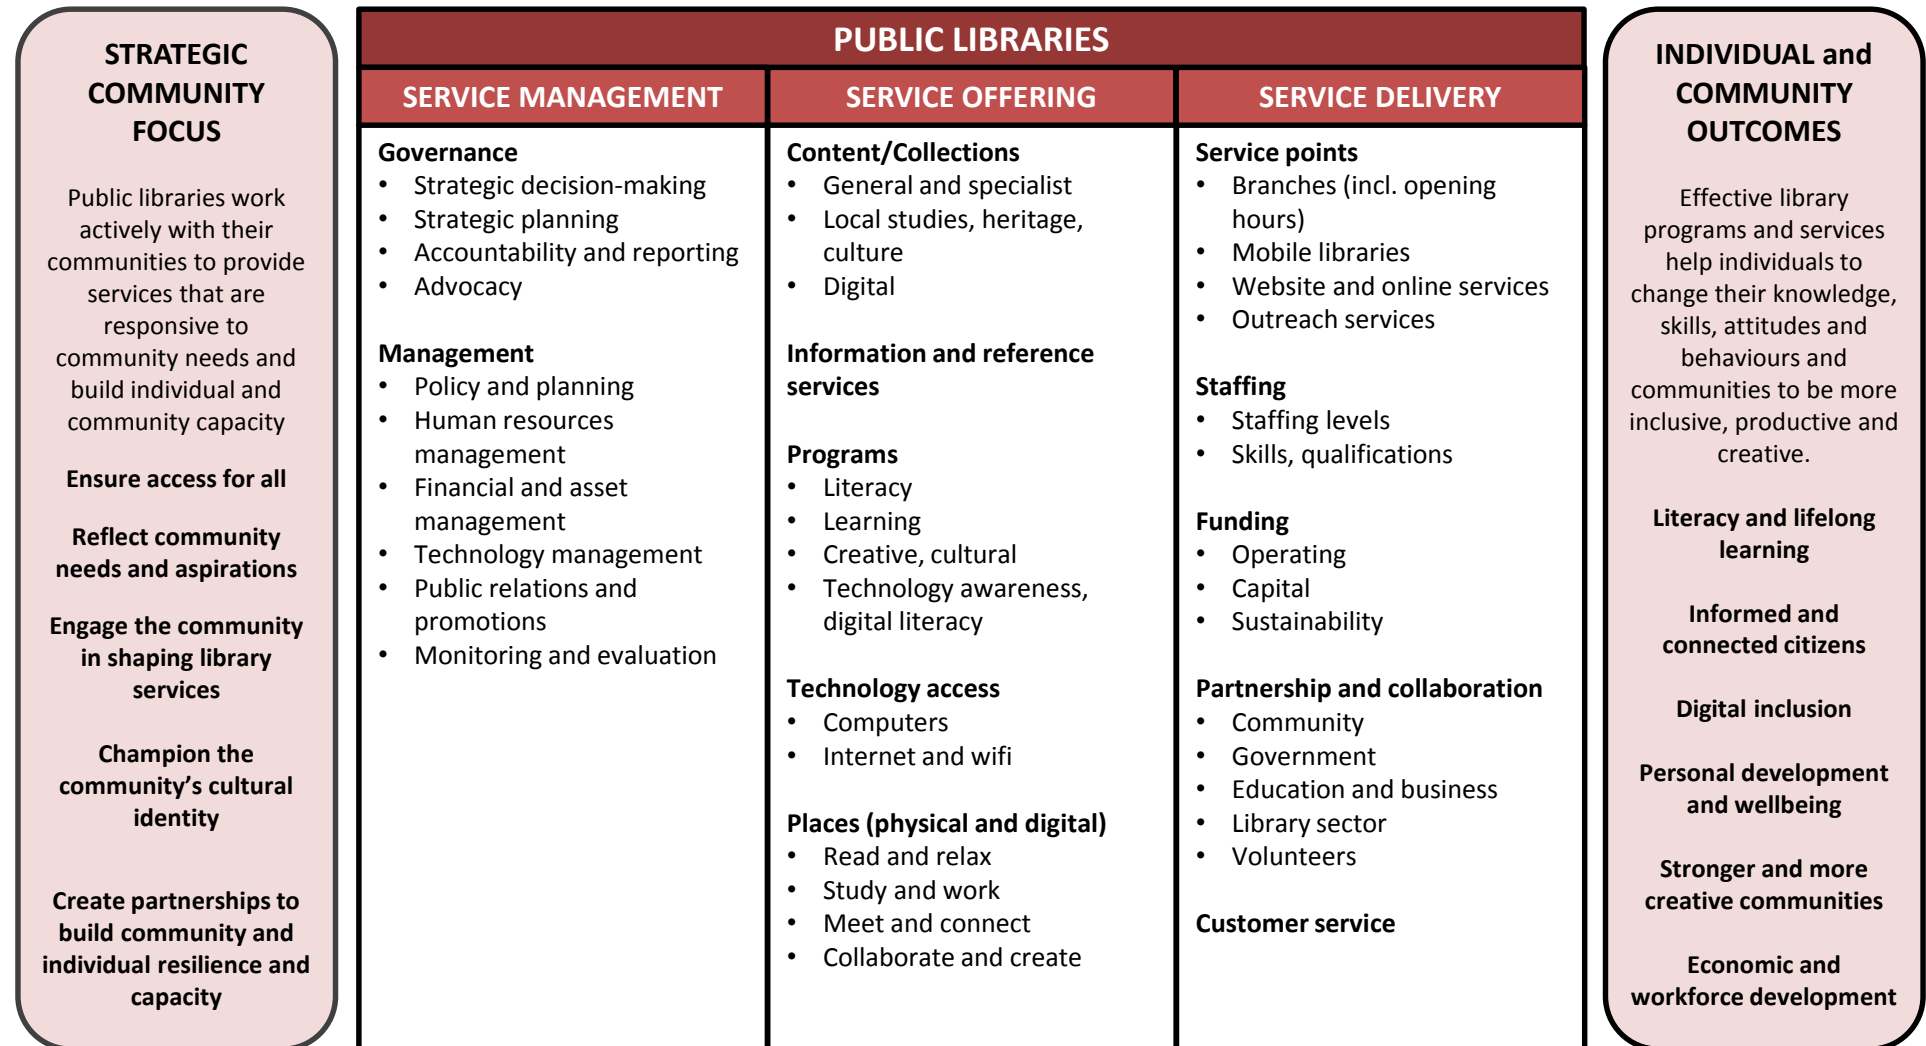 STRATEGIC
COMMUNITY
FOCUS
Public libraries work
actively with their
communities to provide
services that are
responsive to
community needs and
build individual and
community capacity
Ensure access for all
Reflect community
needs and aspirations
Engage the community
in shaping library
services
Champion the
community’s cultural
identity
Create partnerships to
build community and
individual resilience and
capacity
PUBLIC LIBRARIES
SERVICE MANAGEMENT
Governance
• Strategic decision-making
• Strategic planning
• Accountability and reporting
• Advocacy
Management
• Policy and planning
• Human resources
management
• Financial and asset
management
• Technology management
• Public relations and
promotions
• Monitoring and evaluation
SERVICE OFFERING
Content/Collections
• General and specialist
• Local studies, heritage,
culture
• Digital
Information and reference
services
Programs
• Literacy
• Learning
• Creative, cultural
• Technology awareness,
digital literacy
Technology access
• Computers
• Internet and wifi
Places (physical and digital)
• Read and relax
• Study and work
• Meet and connect
• Collaborate and create
SERVICE DELIVERY
Service points
• Branches (incl. opening
hours)
• Mobile libraries
• Website and online services
• Outreach services
Staffing
• Staffing levels
• Skills, qualifications
Funding
• Operating
• Capital
• Sustainability
Partnership and collaboration
• Community
• Government
• Education and business
• Library sector
• Volunteers
Customer service
INDIVIDUAL and
COMMUNITY
OUTCOMES
Effective library
programs and services
help individuals to
change their knowledge,
skills, attitudes and
behaviours and
communities to be more
inclusive, productive and
creative.
Literacy and lifelong
learning
Informed and
connected citizens
Digital inclusion
Personal development
and wellbeing
Stronger and more
creative communities
Economic and
workforce development